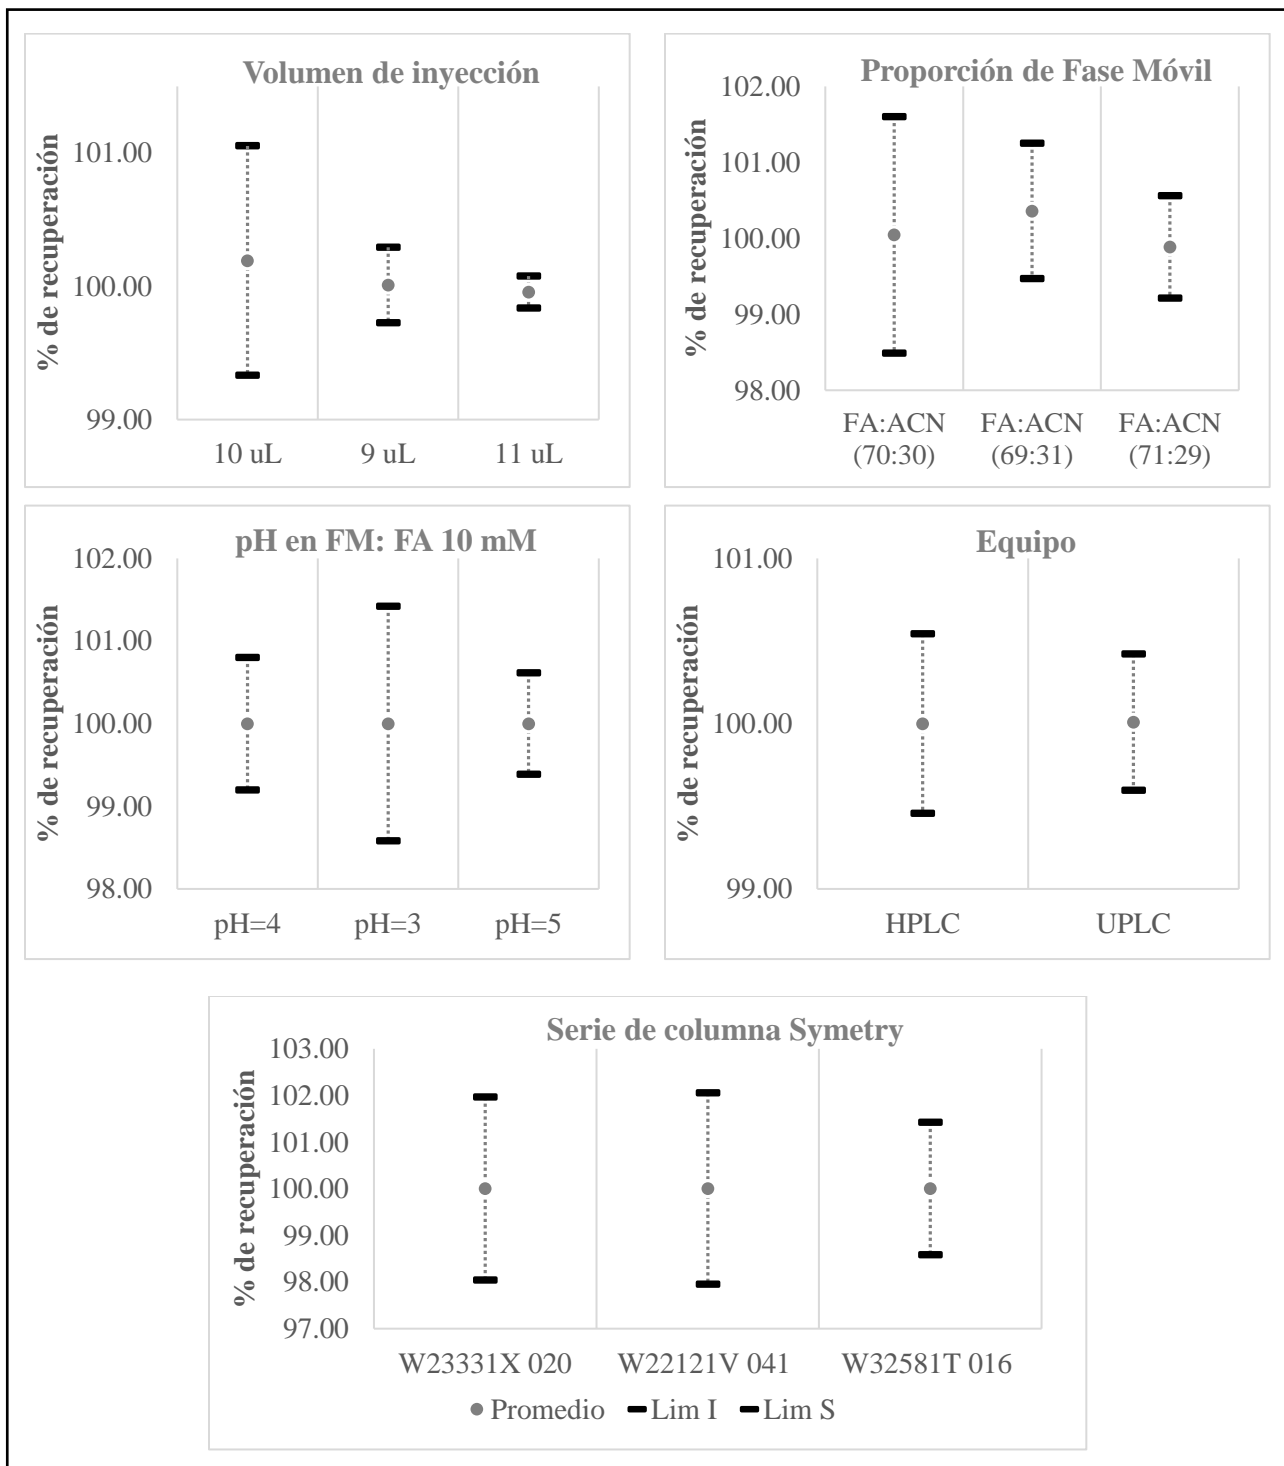 Volumen de inyección
% de recuperación
101.00
100.00
99.00
10 uL 9 uL 11 uL
Proporción de Fase Móvil
% de recuperación
102.00
101.00
100.00
99.00
98.00
FA:ACN FA:ACN FA:ACN
(70:30) (69:31) (71:29)
pH en FM: FA 10 mM
% de recuperación
102.00
101.00
100.00
99.00
98.00
pH=4 pH=3 pH=5
Equipo
% de recuperación
101.00
100.00
99.00
HPLC UPLC
Serie de columna Symetry
% de recuperación
103.00
102.00
101.00
100.00
99.00
98.00
97.00
W23331X 020 W22121V 041 W32581T 016
Promedio Lim I Lim S